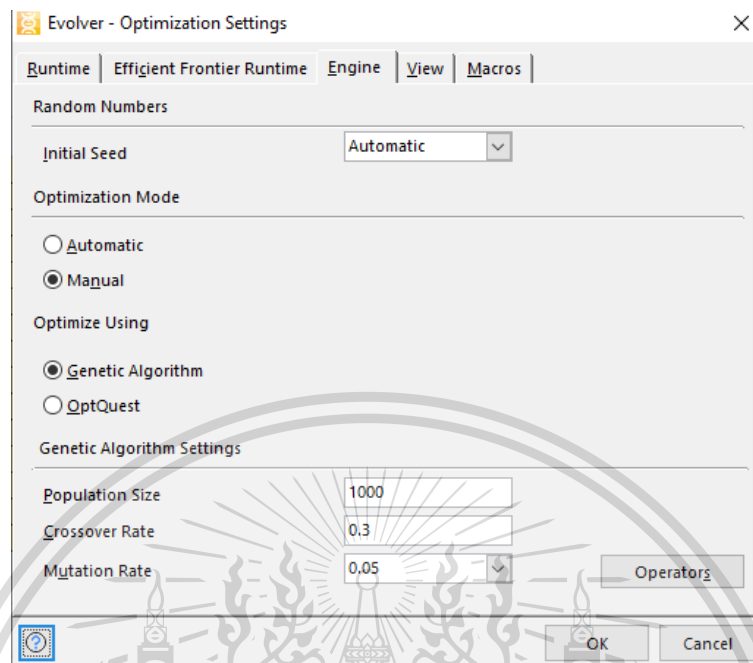 Evolver - Optimization Settings
Runtime Efficient Frontier Runtime Engine View Macros
Random Numbers
Initial Seed Automatic
Optimization Mode
Automatic
Manual
Optimize Using
Genetic Algorithm
OptQuest
Genetic Algorithm Settings
Population Size 1000
Crossover Rate 0.3
Mutation Rate 0.05 Operators
? OK Cancel